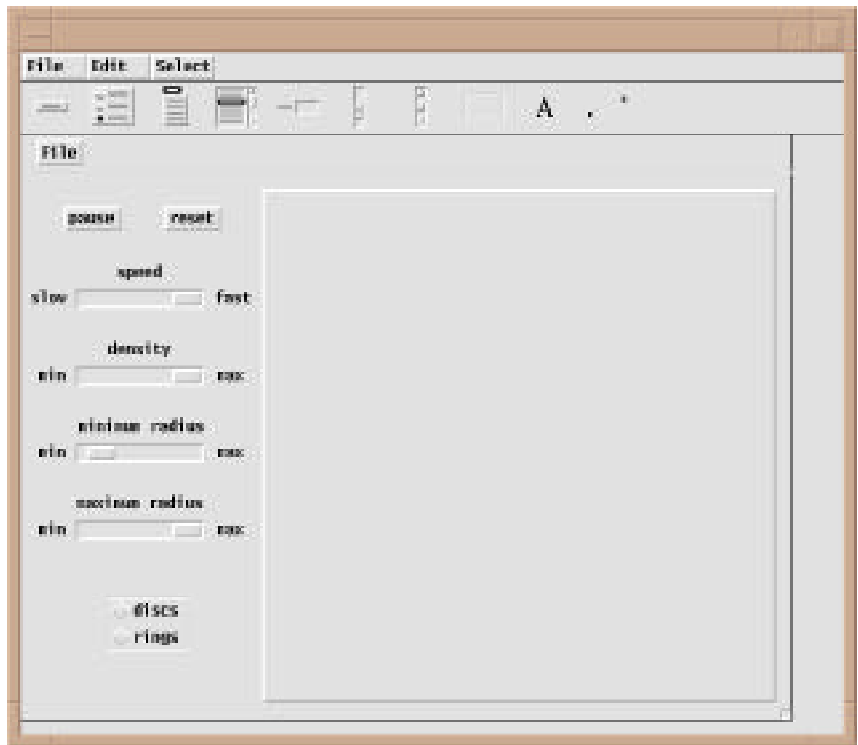 File Edit Select
A
File
pause reset
speed
slow fast
density
min max
minimum radius
min max
maximum radius
min max
discs
rings